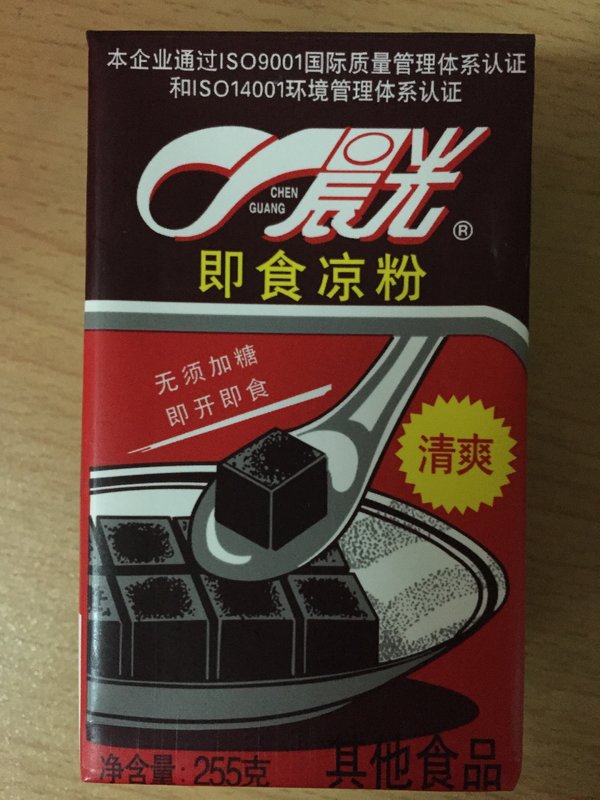 本企业通过ISO9001国际质量管理体系认证
和ISO14001环境管理体系认证
CHEN
GUANG
晨光®
即食凉粉
无须加糖
即开即食
清爽
净含量:255克
其他食品